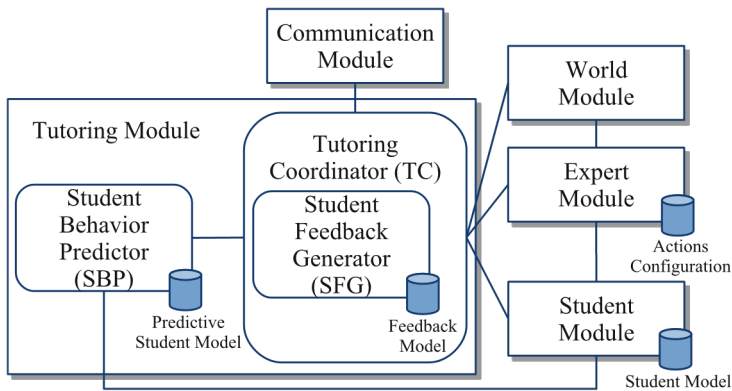 Communication
Module
Tutoring Module
Tutoring
Coordinator (TC)
Student
Behavior
Predictor
(SBP)
Predictive
Student Model
Student
Feedback
Generator
(SFG)
Feedback
Model
World
Module
Expert
Module
Actions
Configuration
Student
Module
Student Model